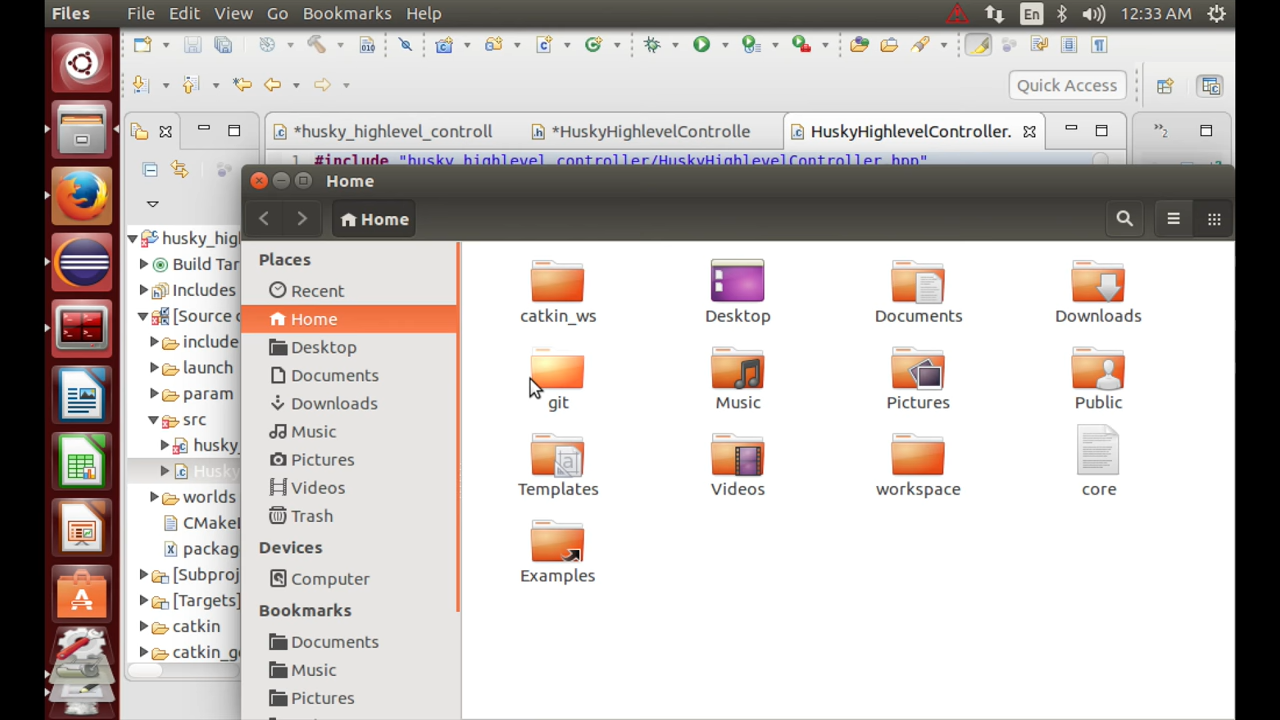 Files File Edit View Go Bookmarks Help En 12:33 AM
Quick Access
*husky_highlevel_controll *HuskyHighlevelControlle HuskyHighlevelController.
1 #include "husky_highlevel_controller/HuskyHighlevelController.hpp"
Home
Home
husky_hig
Build Tar
Includes
[Source
include
launch
param
src
husky_
Husky
worlds
CMakeL
packag
[Subproj
[Targets]
catkin
catkin_g
Places
Recent
Home
Desktop
Documents
Downloads
Music
Pictures
Videos
Trash
Devices
Computer
Bookmarks
Documents
Music
Pictures
catkin_ws Desktop Documents Downloads
git Music Pictures Public
Templates Videos workspace core
Examples